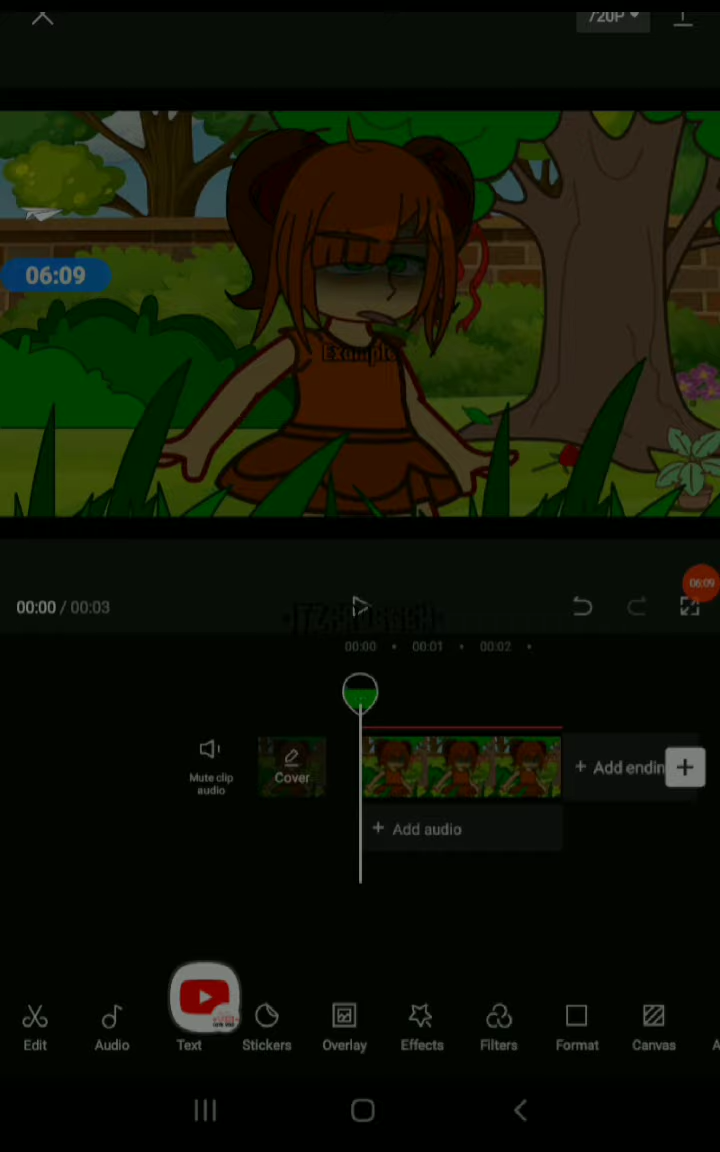 720P
06:09
Example
06:09
00:00 / 00:03
00:00 • 00:01 • 00:02 •
Mute clip
audio
Cover
+ Add endin
+ Add audio
Edit
Audio
Text
Stickers
Overlay
Effects
Filters
Format
Canvas
A